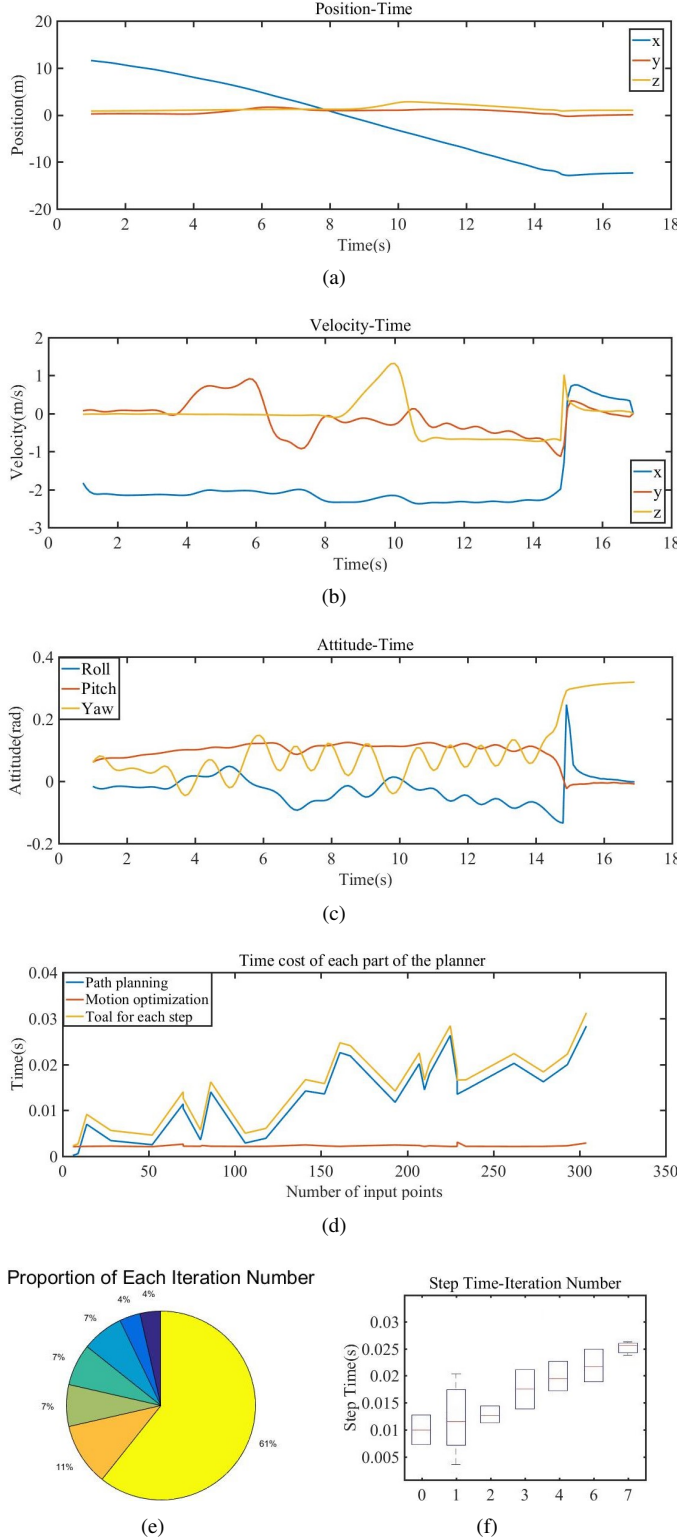 Position-Time
20
10
0
-10
-20
Position(m)
x
y
z
0 2 4 6 8 10 12 14 16 18
Time(s)
(a)
Velocity-Time
2
1
0
-1
-2
-3
Velocity(m/s)
x
y
z
2 4 6 8 10 12 14 16 18
Time(s)
(b)
Attitude-Time
0.4
0.2
0
-0.2
Attitude(rad)
Roll
Pitch
Yaw
0 2 4 6 8 10 12 14 16 18
Time(s)
(c)
Time cost of each part of the planner
0.04
0.03
0.02
0.01
0
Time(s)
Path planning
Motion optimization
Toal for each step
0 50 100 150 200 250 300 350
Number of input points
(d)
Proportion of Each Iteration Number
4%
4%
7%
7%
7%
11%
61%
(e)
Step Time-Iteration Number
0.03
0.025
0.02
0.015
0.01
0.005
Step Time(s)
0 1 2 3 4 6 7
(f)